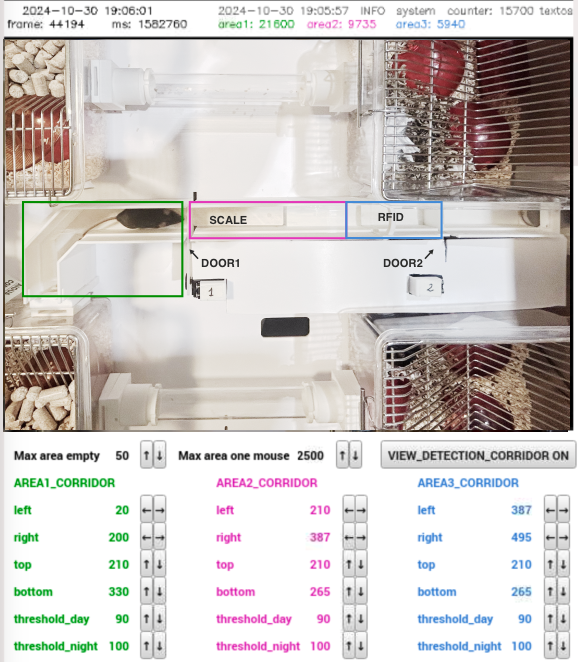 2024-10-30 19:06:01 2024-10-30 19:05:57 INFO system counter: 15700 textos
frame: 44194 ms: 1582760 area1: 21600 area2: 9735 area3: 5940
SCALE RFID
DOOR1 DOOR2
1 2
Max area empty 50 ↑ ↓ Max area one mouse 2500 ↑ ↓ VIEW_DETECTION_CORRIDOR ON
AREA1_CORRIDOR AREA2_CORRIDOR AREA3_CORRIDOR
left 20 ← → left 210 ← → left 387 ← →
right 200 ← → right 387 ← → right 495 ← →
top 210 ↑ ↓ top 210 ↑ ↓ top 210 ↑ ↓
bottom 330 ↑ ↓ bottom 265 ↑ ↓ bottom 265 ↑ ↓
threshold_day 90 ↑ ↓ threshold_day 90 ↑ ↓ threshold_day 90 ↑ ↓
threshold_night 100 ↑ ↓ threshold_night 100 ↑ ↓ threshold_night 100 ↑ ↓